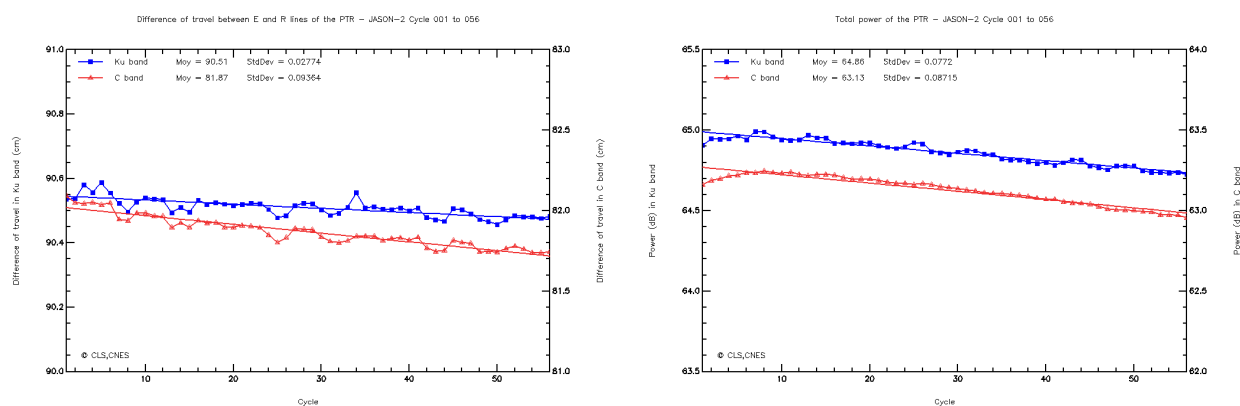 Difference of travel between E and R lines of the PTR - JASON-2 Cycle 001 to 056
91.0
90.8
90.6
90.4
90.2
90.0
83.0
82.5
82.0
81.5
81.0
Ku band Moy = 90.51 StdDev = 0.02774
C band Moy = 81.87 StdDev = 0.09364
Difference of travel in Ku band (cm)
Difference of travel in C band (cm)
© CLS,CNES
10 20 30 40 50
Cycle
Total power of the PTR - JASON-2 Cycle 001 to 056
65.5
65.0
64.5
64.0
63.5
64.0
63.5
63.0
62.5
62.0
Ku band Moy = 64.86 StdDev = 0.0772
C band Moy = 63.13 StdDev = 0.08715
Power (dB) in Ku band
Power (dB) in C band
© CLS,CNES
10 20 30 40 50
Cycle